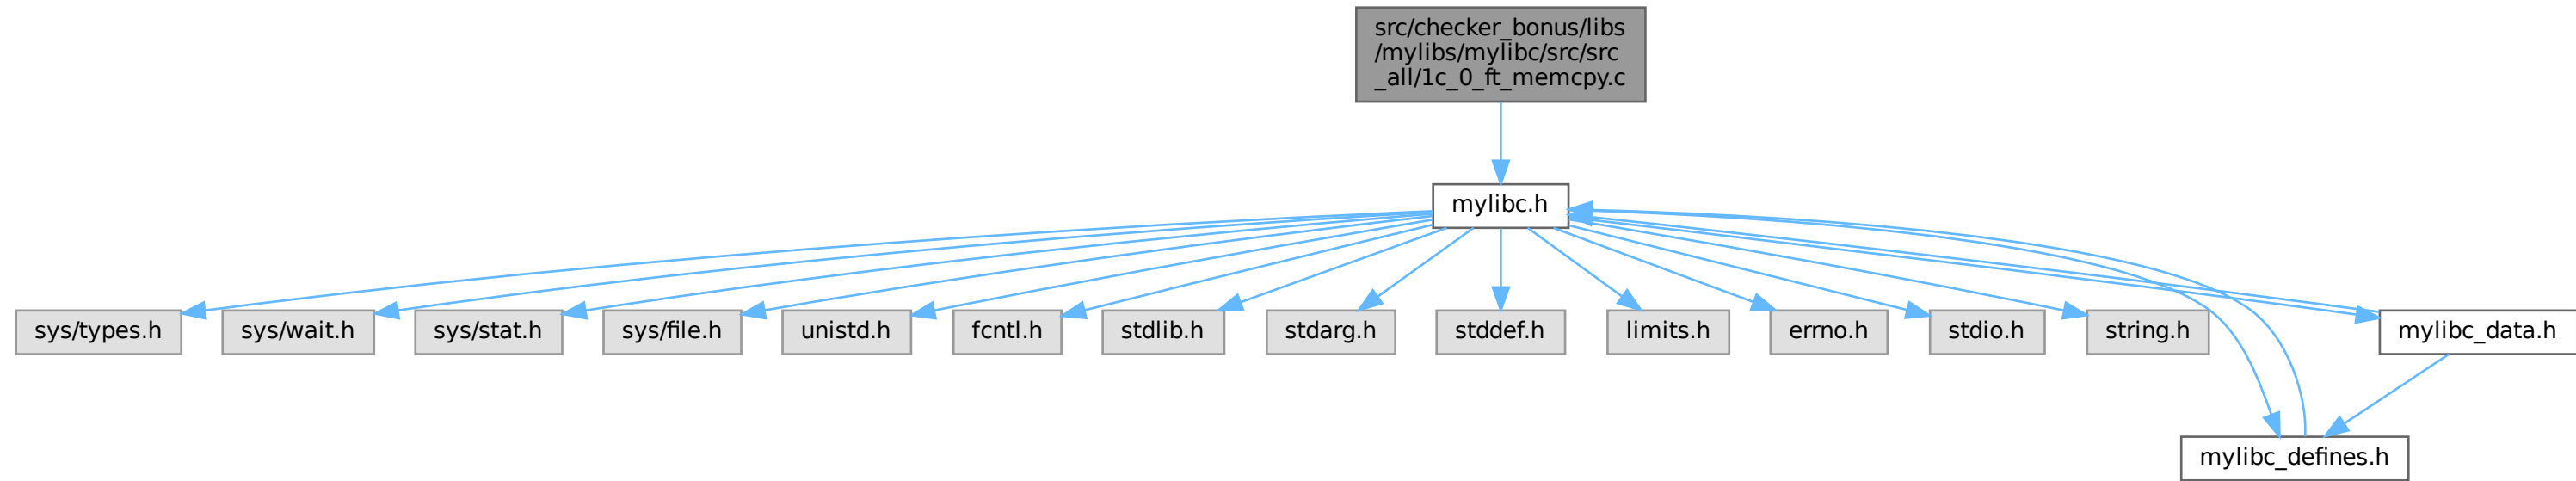 src/checker_bonus/libs
/mylibs/mylibc/src/src
_all/1c_0_ft_memcpy.c
mylibc.h
sys/types.h
sys/wait.h
sys/stat.h
sys/file.h
unistd.h
fcntl.h
stdlib.h
stdarg.h
stddef.h
limits.h
errno.h
stdio.h
string.h
mylibc_data.h
mylibc_defines.h